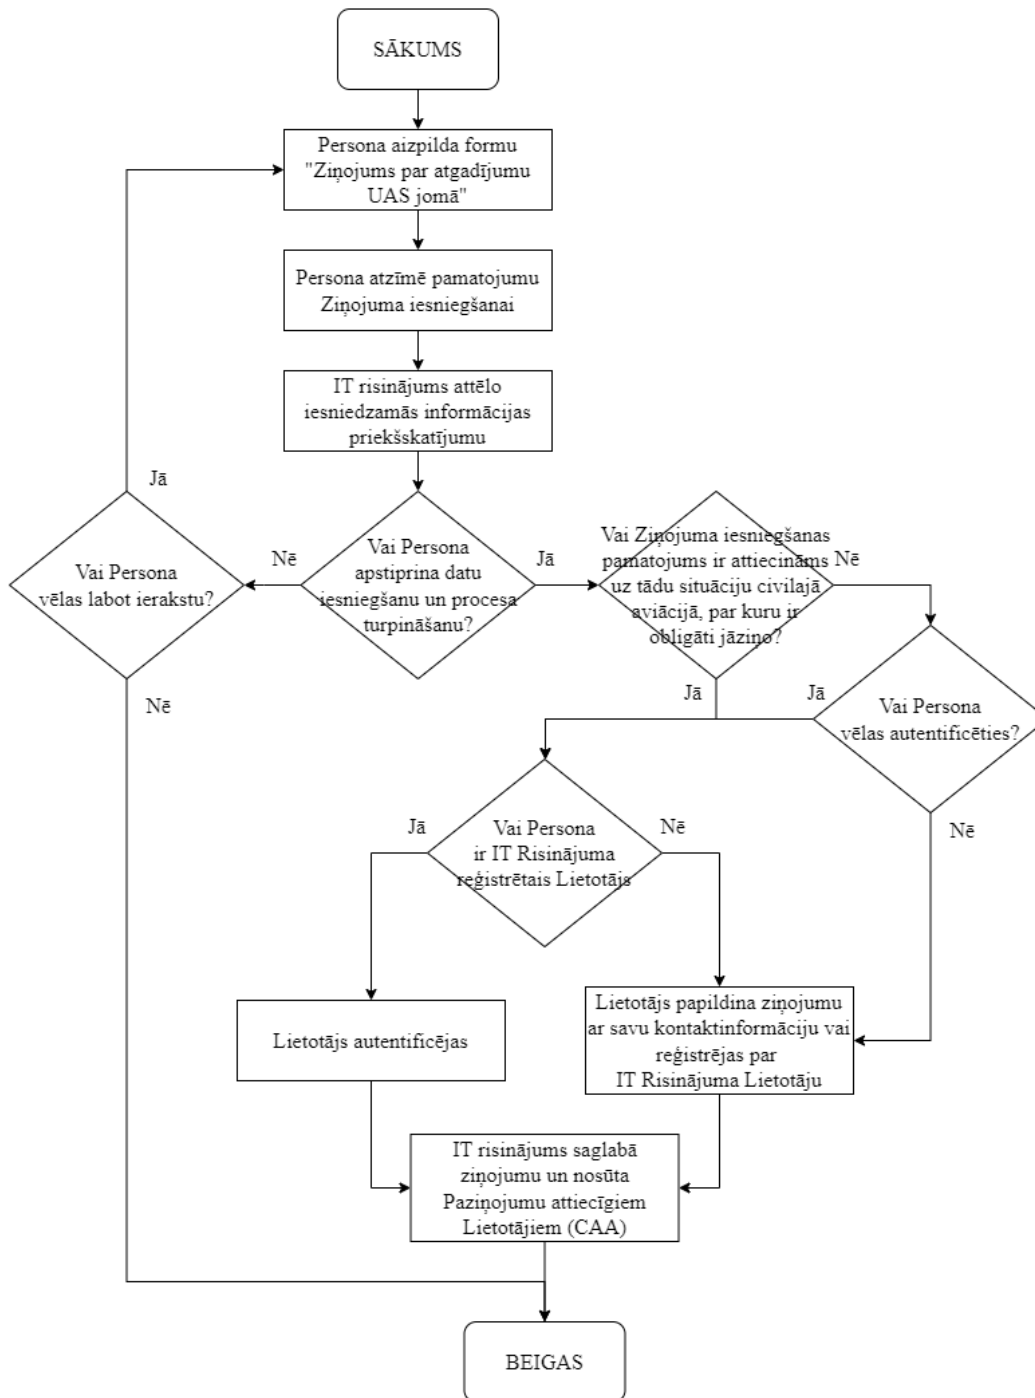 SĀKUMS
Persona aizpilda formu
"Ziņojums par atgadījumu
UAS jomā"
Persona atzīmē pamatojumu
Ziņojuma iesniegšanai
IT risinājums attēlo
iesniedzamās informācijas
priekšskatījumu
Jā
Vai Persona
vēlas labot ierakstu?
Nē
Nē
Vai Persona
apstiprina datu
iesniegšanu un procesa
turpināšanu?
Jā
Vai Ziņojuma iesniegšanas
pamatojums ir attiecināms
uz tādu situāciju civilajā
aviācijā, par kuru ir
obligāti jāziņo?
Nē
Jā
Jā
Vai Persona
vēlas autentificēties?
Nē
Jā
Vai Persona
ir IT Risinājuma
reģistrētais Lietotājs
Nē
Lietotājs autentificējas
Lietotājs papildina ziņojumu
ar savu kontaktinformāciju vai
reģistrējas par
IT Risinājuma Lietotāju
IT risinājums saglabā
ziņojumu un nosūta
Paziņojumu attiecīgiem
Lietotājiem (CAA)
BEIGAS